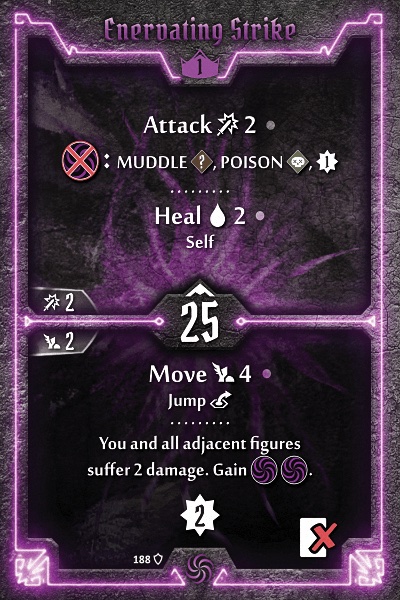 Enervating Strike
1
Attack 2
: MUDDLE ?, POISON, 1
Heal 2
Self
2
25
2
Move 4
Jump
You and all adjacent figures
suffer 2 damage. Gain .
2
188